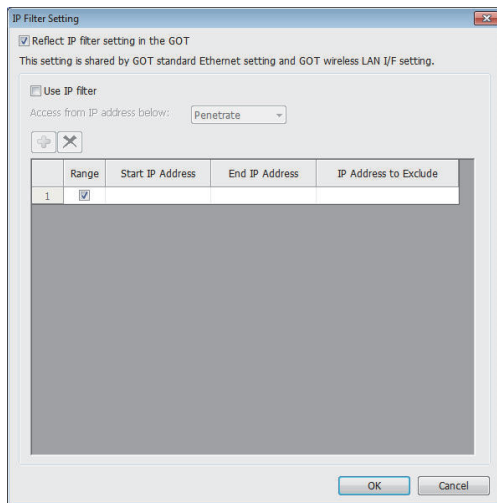 IP Filter Setting
Reflect IP filter setting in the GOT
This setting is shared by GOT standard Ethernet setting and GOT wireless LAN I/F setting.
Use IP filter
Access from IP address below: Penetrate
Range Start IP Address End IP Address IP Address to Exclude
1
OK Cancel